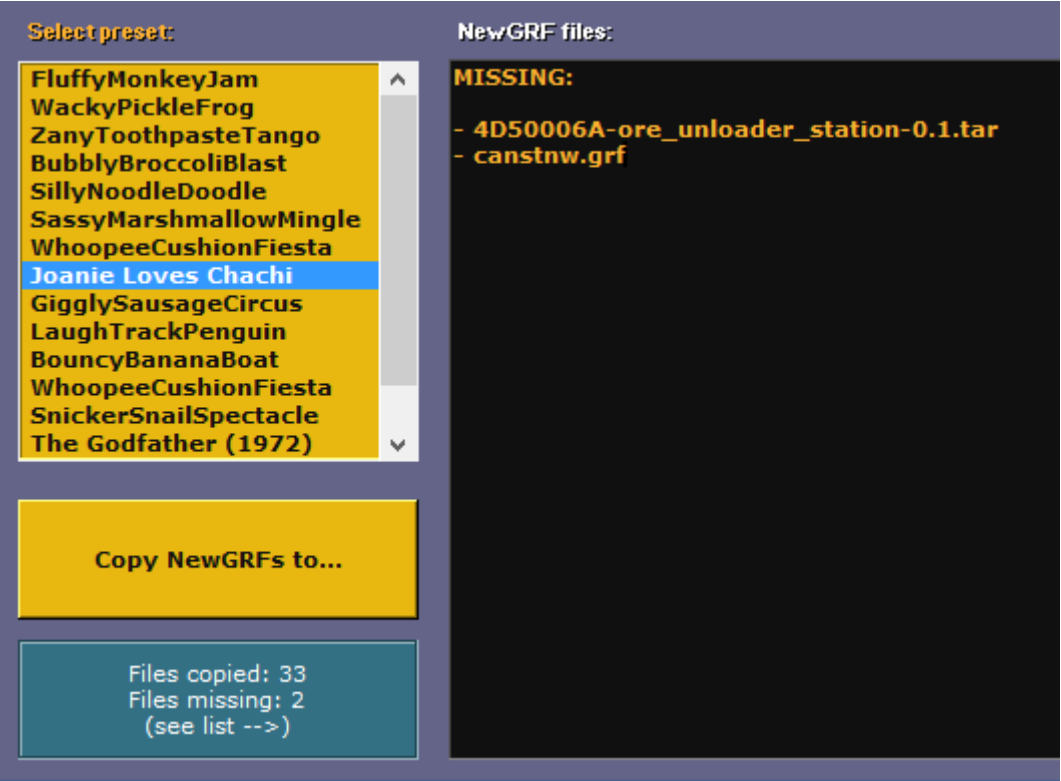 Select preset:
FluffyMonkeyJam
WackyPickleFrog
ZanyToothpasteTango
BubblyBroccoliBlast
SillyNoodleDoodle
SassyMarshmallowMingle
WhoopeeCushionFiesta
Joanie Loves Chachi
GigglySausageCircus
LaughTrackPenguin
BouncyBananaBoat
WhoopeeCushionFiesta
SnickerSnailSpectacle
The Godfather (1972)
Copy NewGRFs to...
Files copied: 33
Files missing: 2
(see list -->)
NewGRF files:
MISSING:
- 4D50006A-ore_unloader_station-0.1.tar
- canstnw.grf